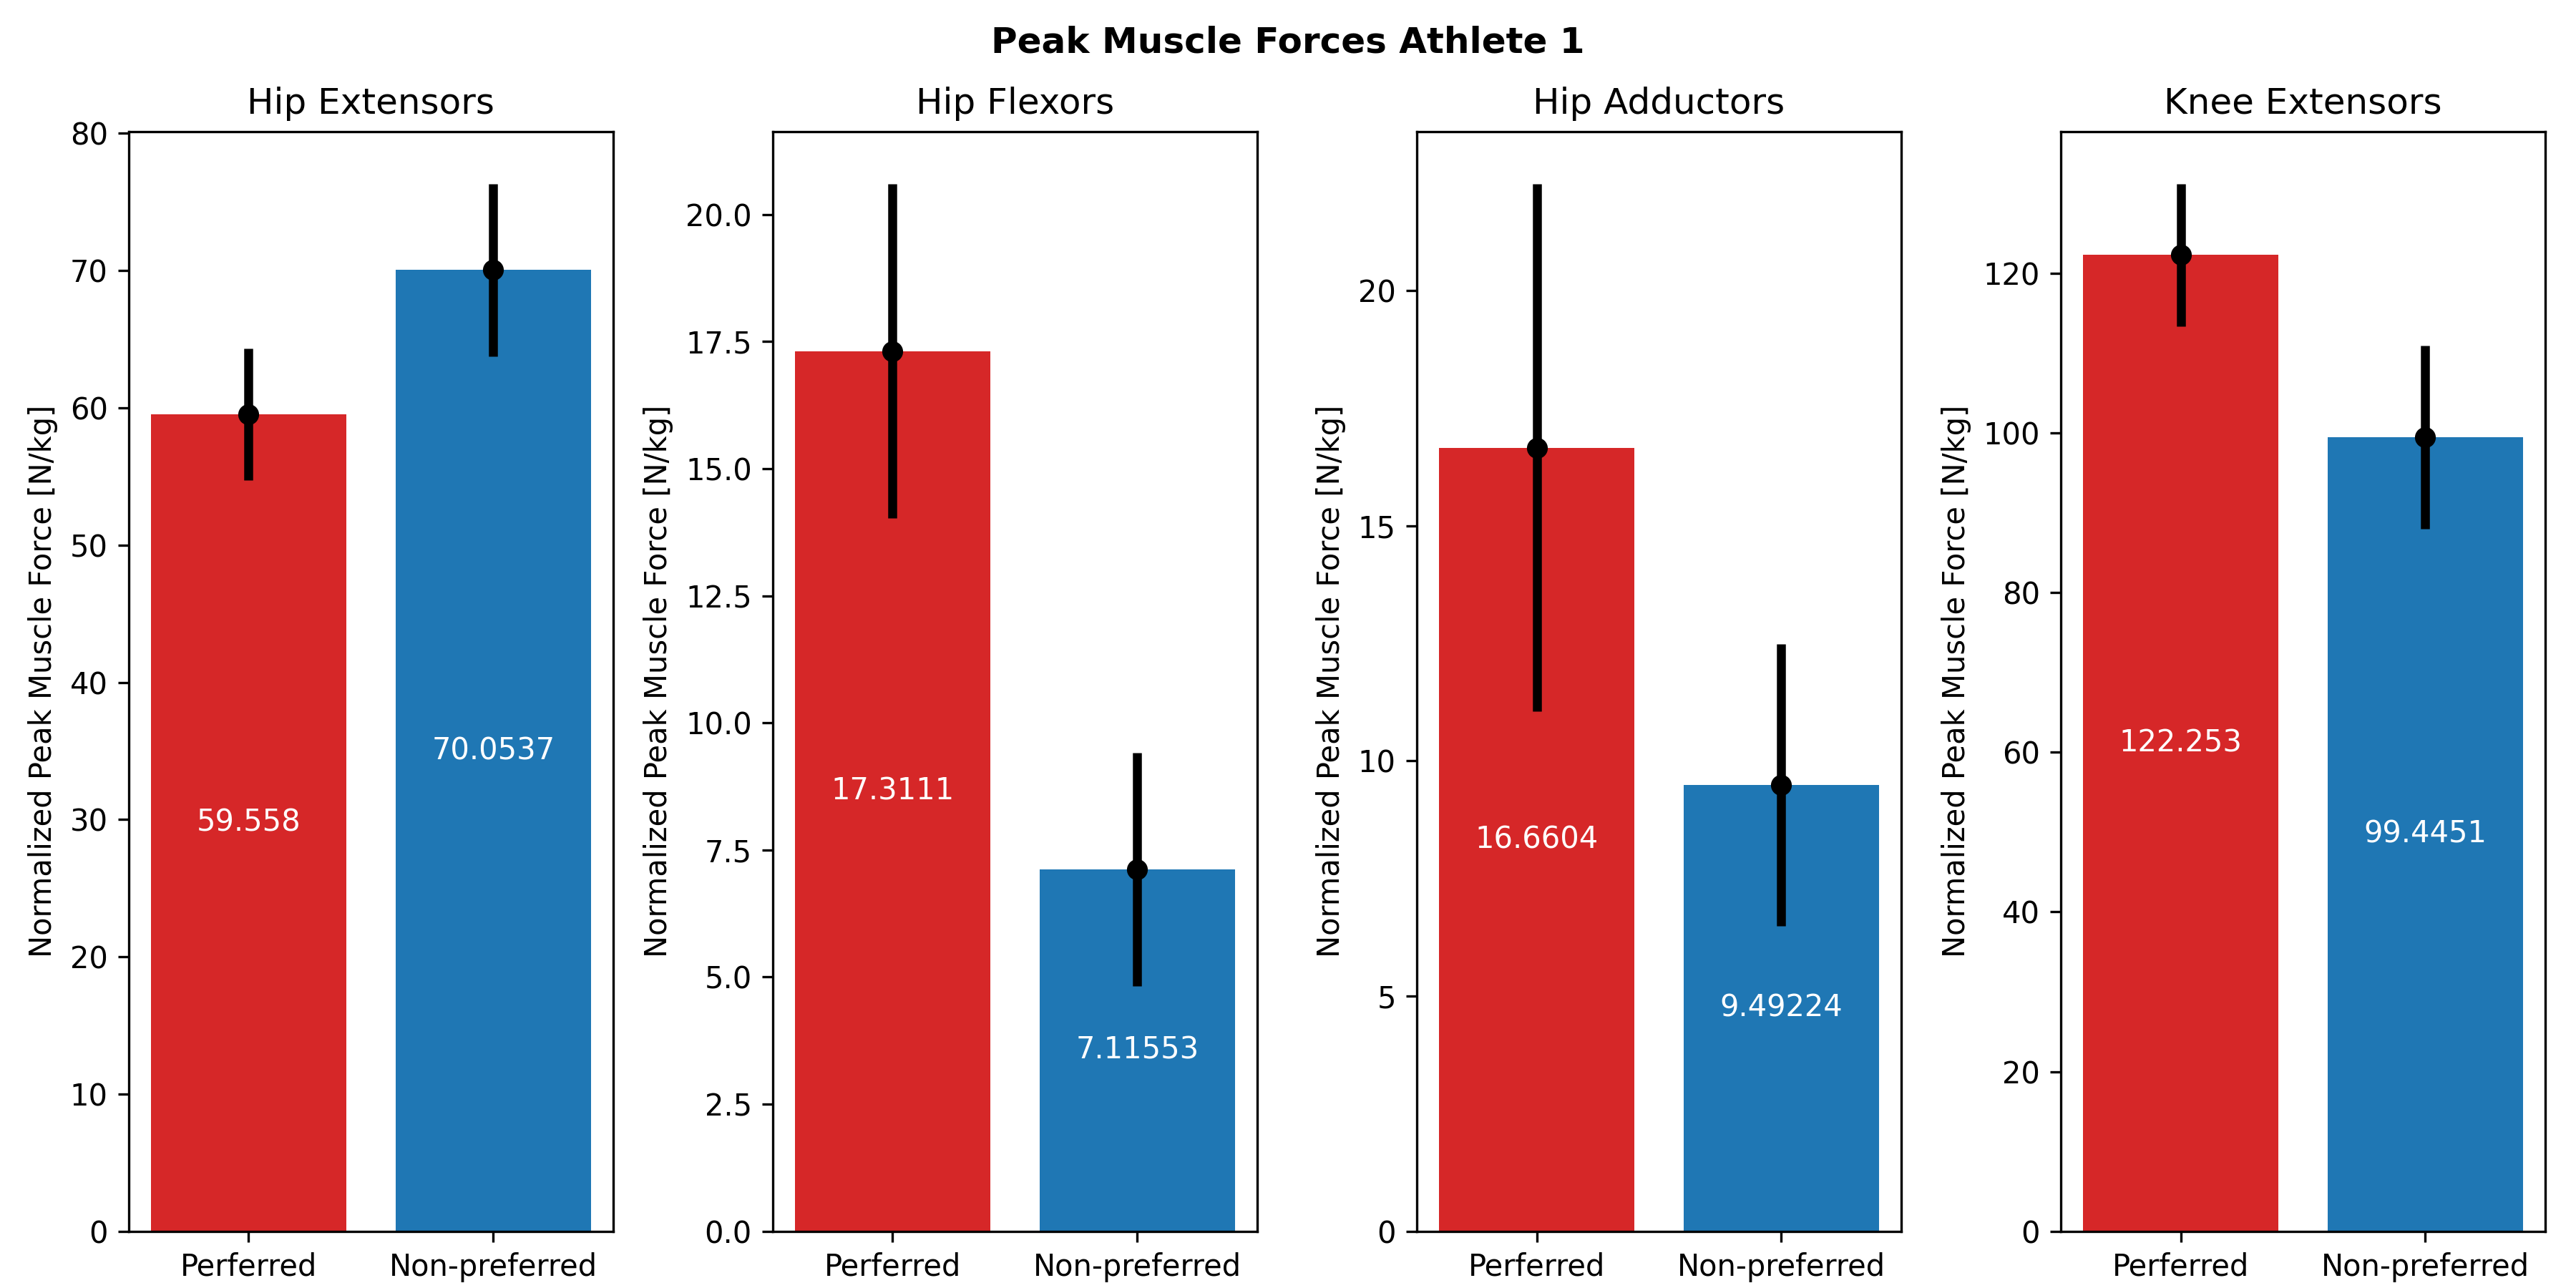 Peak Muscle Forces Athlete 1
Hip Extensors
Normalized Peak Muscle Force [N/kg]
80
70
60
50
40
30
20
10
0
59.558
70.0537
Perferred
Non-preferred
Hip Flexors
Normalized Peak Muscle Force [N/kg]
20.0
17.5
15.0
12.5
10.0
7.5
5.0
2.5
0.0
17.3111
7.11553
Perferred
Non-preferred
Hip Adductors
Normalized Peak Muscle Force [N/kg]
20
15
10
5
0
16.6604
9.49224
Perferred
Non-preferred
Knee Extensors
Normalized Peak Muscle Force [N/kg]
120
100
80
60
40
20
0
122.253
99.4451
Perferred
Non-preferred